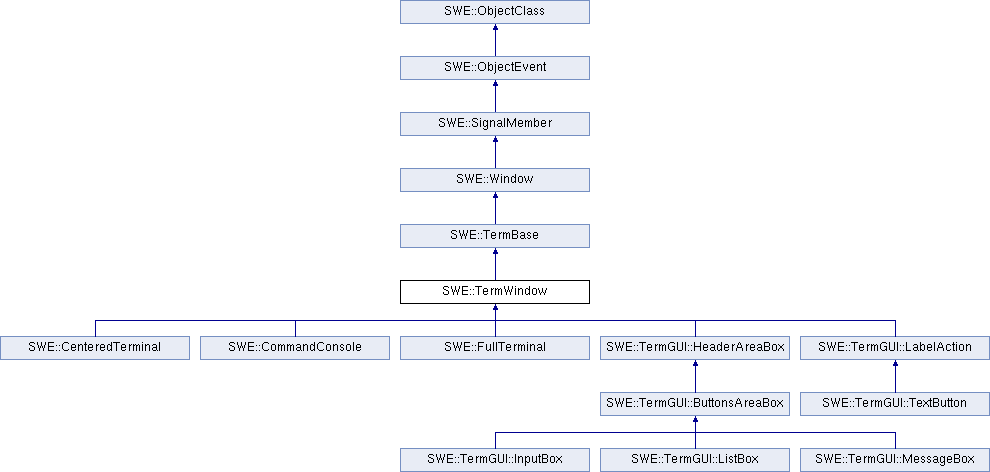 SWE::ObjectClass
SWE::ObjectEvent
SWE::SignalMember
SWE::Window
SWE::TermBase
SWE::TermWindow
SWE::CenteredTerminal
SWE::CommandConsole
SWE::FullTerminal
SWE::TermGUI::HeaderAreaBox
SWE::TermGUI::LabelAction
SWE::TermGUI::ButtonsAreaBox
SWE::TermGUI::TextButton
SWE::TermGUI::InputBox
SWE::TermGUI::ListBox
SWE::TermGUI::MessageBox